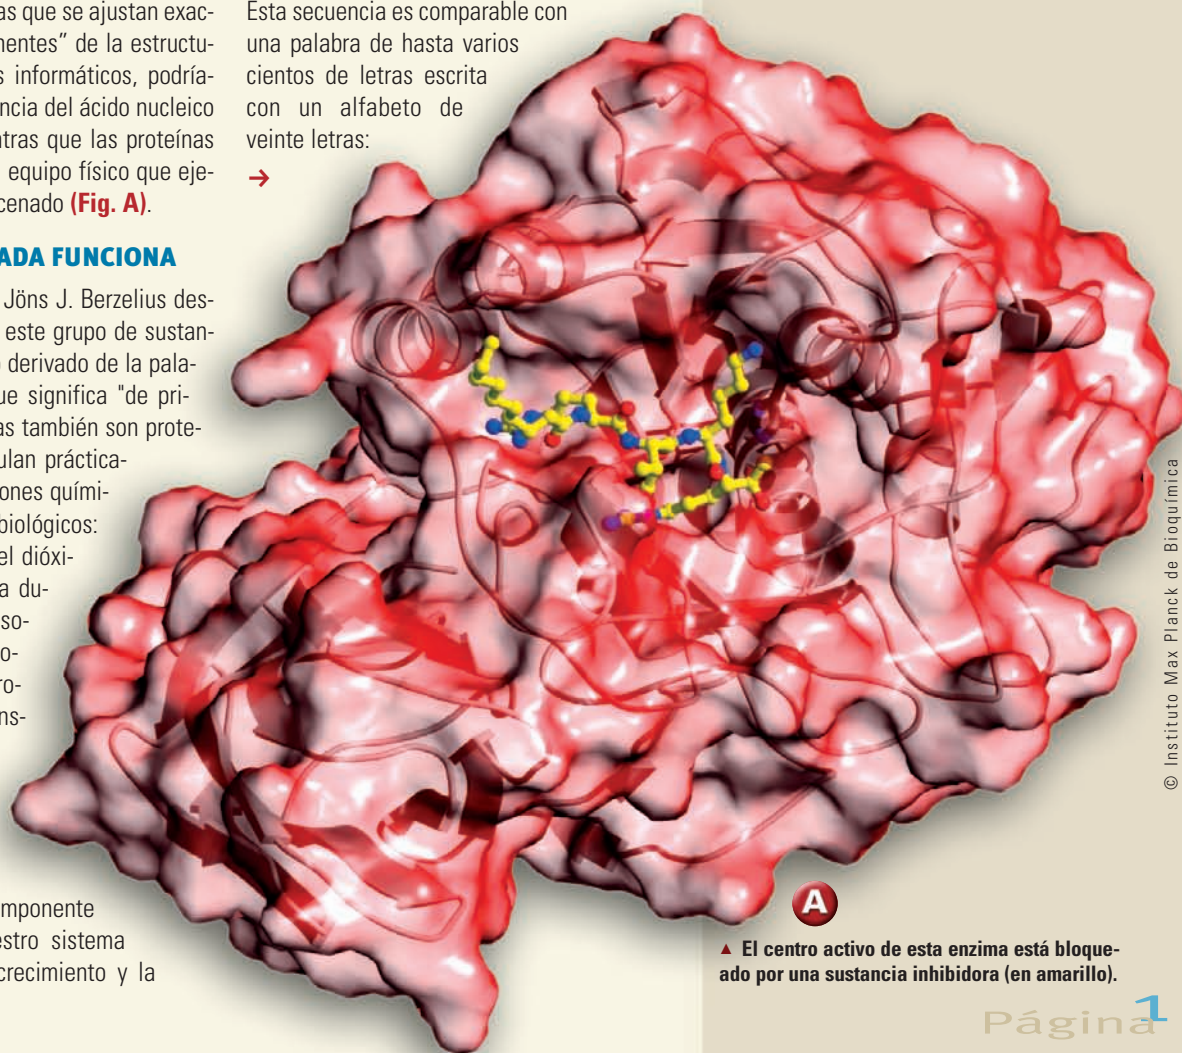 as que se ajustan exac-
nentes” de la estructu-
s informáticos, podría-
ncia del ácido nucleico
ntras que las proteínas
equipo físico que eje-
cenado (Fig. A).
ADA FUNCIONA
Jöns J. Berzelius des-
este grupo de sustan-
o derivado de la pala-
que significa "de pri-
as también son prote-
ulan práctica-
ones quími-
biológicos:
el dióxi-
a du-
so-
o-
ro-
ns-
mponente
estro sistema
crecimiento y la
Esta secuencia es comparable con
una palabra de hasta varios
cientos de letras escrita
con un alfabeto de
veinte letras:
→
© Instituto Max Planck de Bioquímica
A
▲ El centro activo de esta enzima está bloque-
ado por una sustancia inhibidora (en amarillo).
Página 1